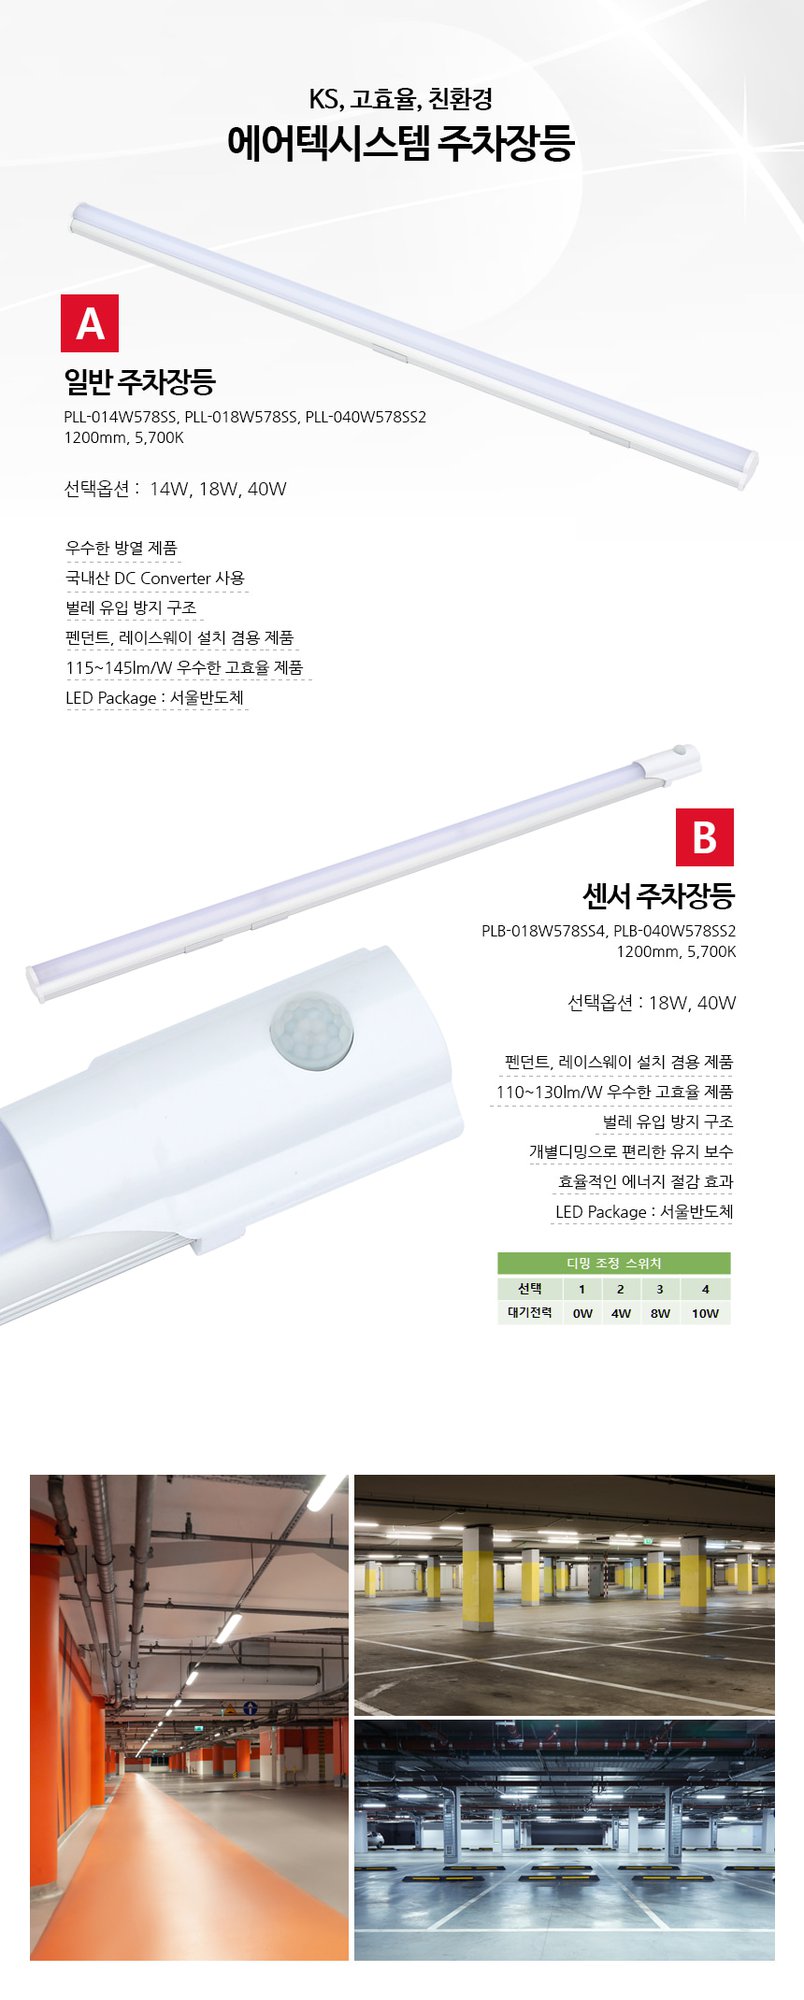 KS, 고효율, 친환경
에어텍시스템 주차장등
A
일반 주차장등
PLL-014W578SS, PLL-018W578SS, PLL-040W578SS2
1200mm, 5,700K
선택옵션 : 14W, 18W, 40W
우수한 방열 제품
국내산 DC Converter 사용
벌레 유입 방지 구조
펜던트, 레이스웨이 설치 겸용 제품
115~145lm/W 우수한 고효율 제품
LED Package : 서울반도체
B
센서 주차장등
PLB-018W578SS4, PLB-040W578SS2
1200mm, 5,700K
선택옵션 : 18W, 40W
펜던트, 레이스웨이 설치 겸용 제품
110~130lm/W 우수한 고효율 제품
벌레 유입 방지 구조
개별디밍으로 편리한 유지 보수
효율적인 에너지 절감 효과
LED Package : 서울반도체
디밍 조정 스위치
선택 1 2 3 4
대기전력 0W 4W 8W 10W